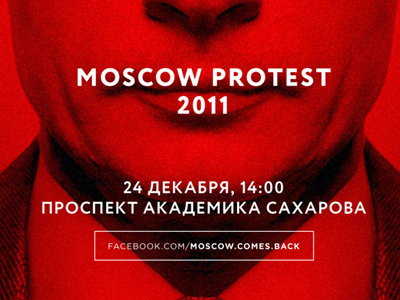 MOSCOW PROTEST
2011
24 ДЕКАБРЯ, 14:00
ПРОСПЕКТ АКАДЕМИКА САХАРОВА
FACEBOOK.COM/MOSCOW.COMES.BACK